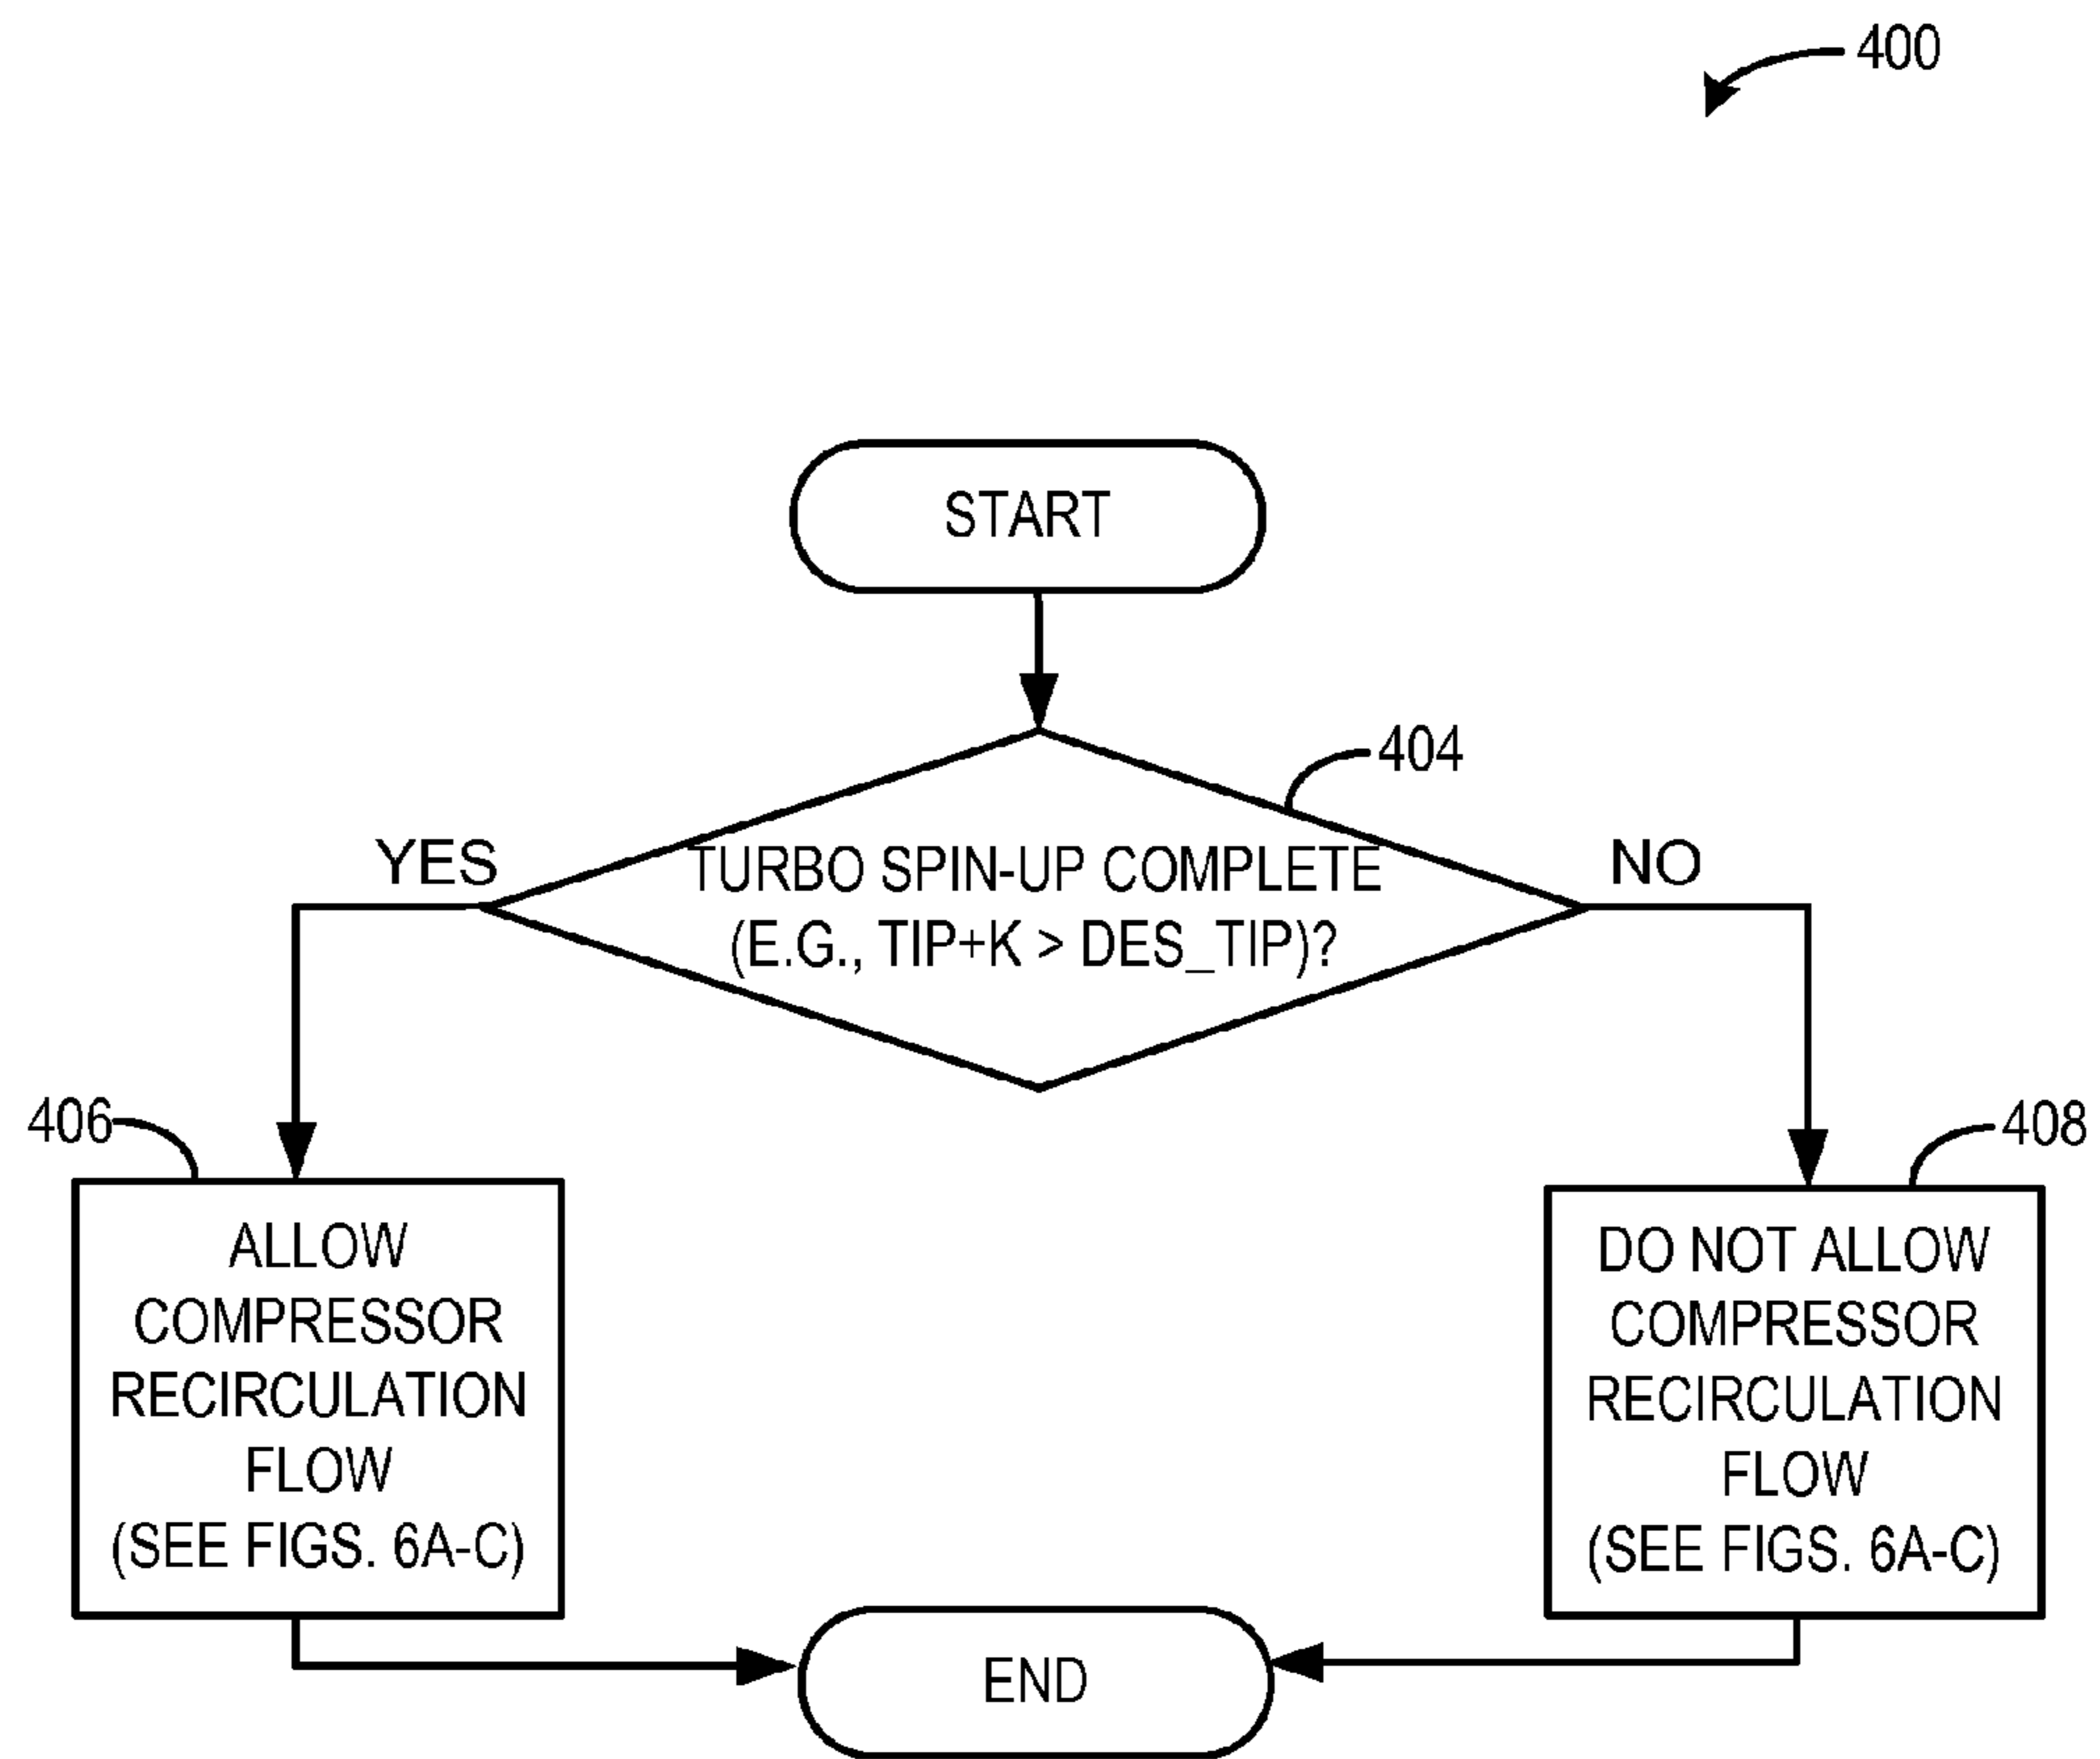 400
START
404
YES
NO
TURBO SPIN-UP COMPLETE
(E.G., TIP+K > DES_TIP)?
406
ALLOW
COMPRESSOR
RECIRCULATION
FLOW
(SEE FIGS. 6A-C)
408
DO NOT ALLOW
COMPRESSOR
RECIRCULATION
FLOW
(SEE FIGS. 6A-C)
END